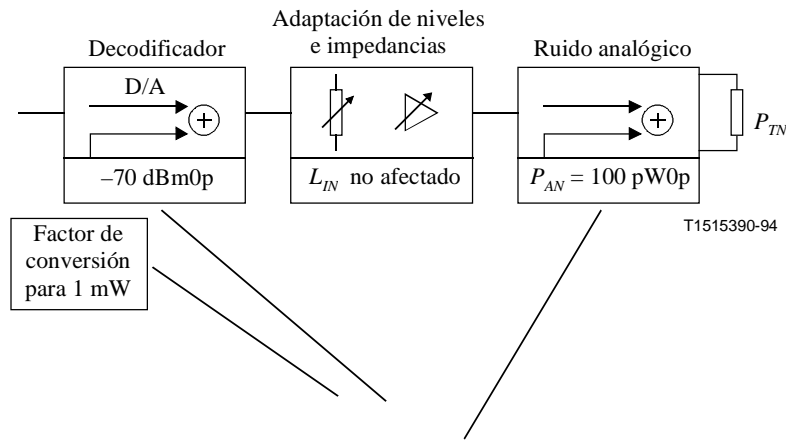 Adaptación de niveles
e impedancias
Decodificador
Ruido analógico
D/A
P_TN
–70 dBm0p
L_IN no afectado
P_AN = 100 pW0p
T1515390-94
Factor de
conversión
para 1 mW